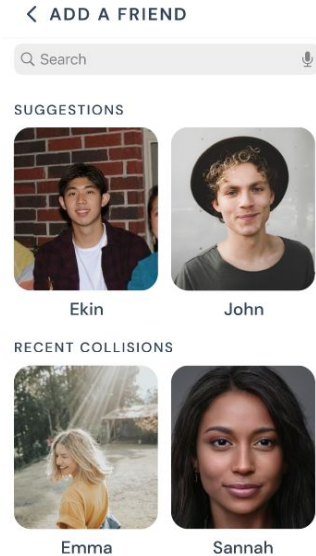 ADD A FRIEND
Search
SUGGESTIONS
Ekin John
RECENT COLLISIONS
Emma Sannah